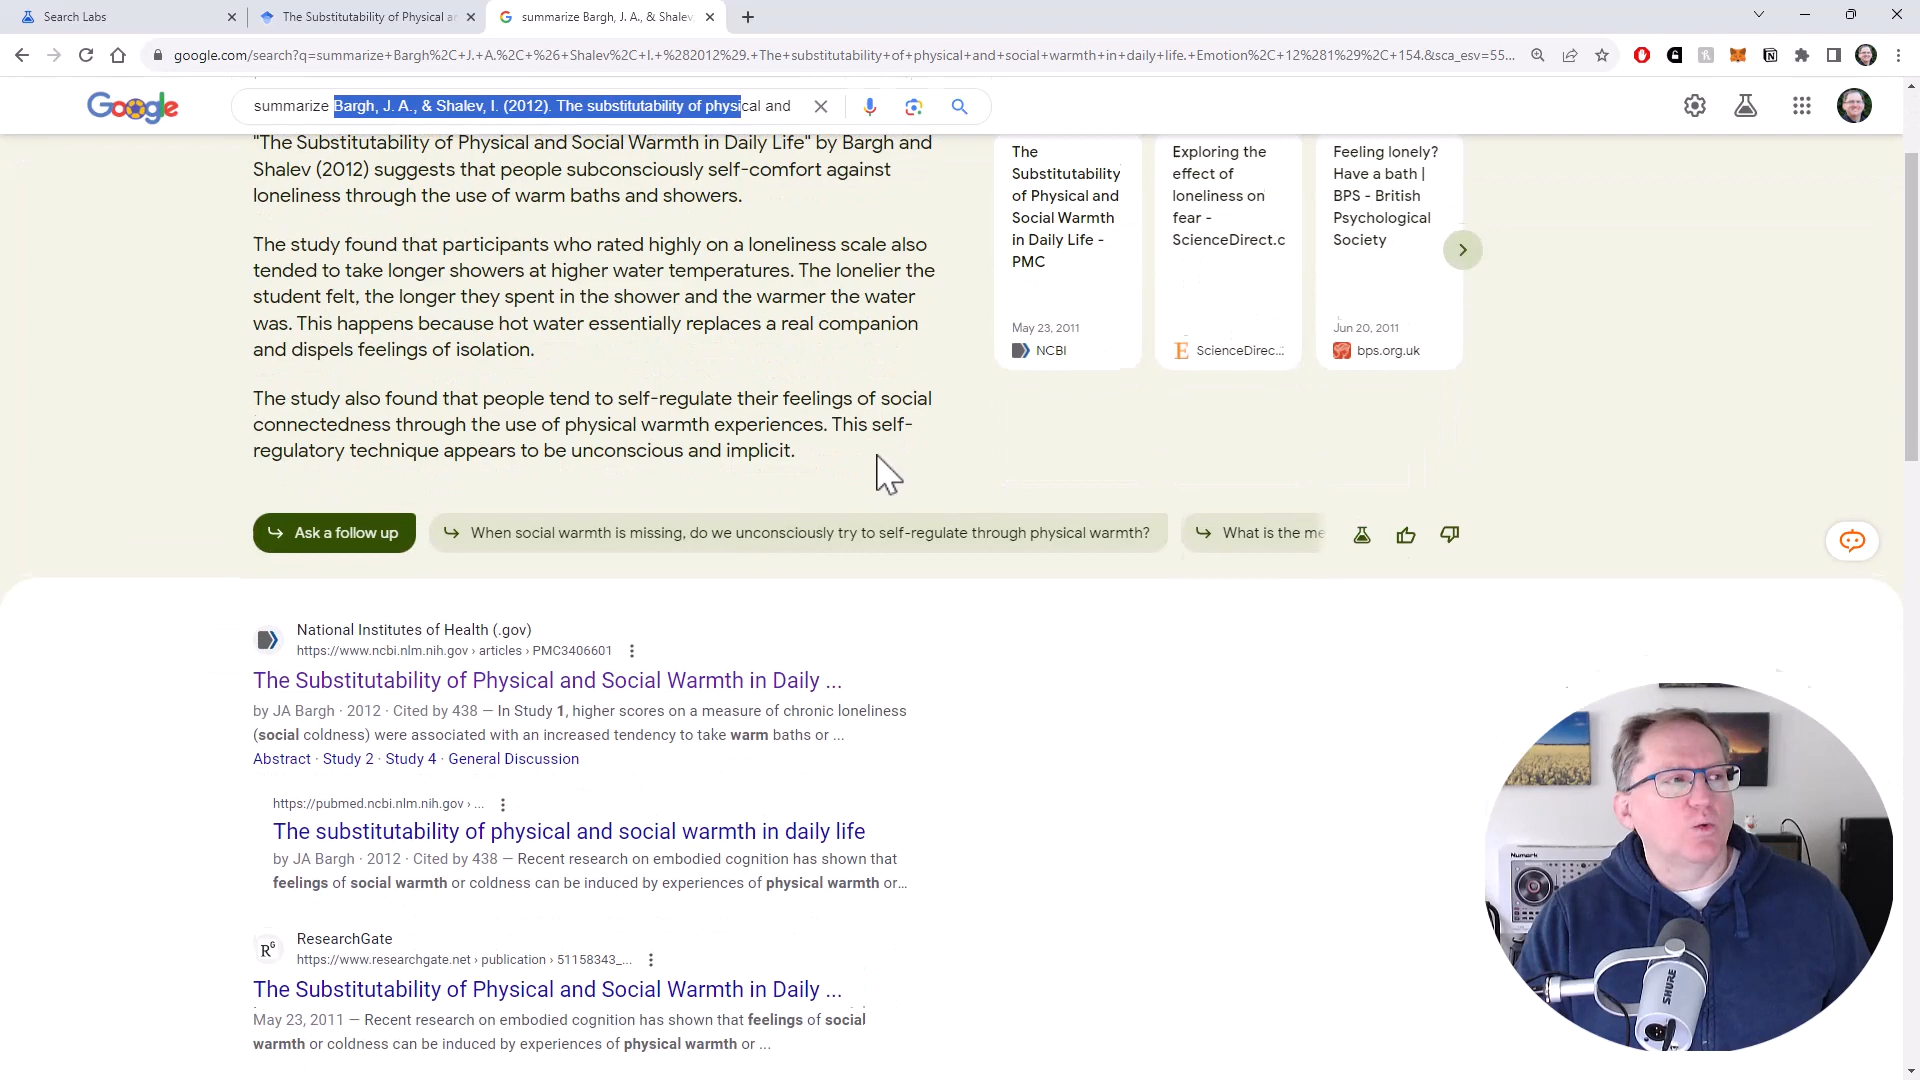 Search Labs
The Substitutability of Physical an
summarize Bargh, J. A., & Shalev,
google.com/search?q=summarize+Bargh%2C+J.+A.%2C+%26+Shalev%2C+I.+%282012%29.+The+substitutability+of+physical+and+social+warmth+in+daily+life.+Emotion%2C+12%281%29%2C+154.&sca_esv=55...
Google
summarize Bargh, J. A., & Shalev, I. (2012). The substitutability of physical and
"The Substitutability of Physical and Social Warmth in Daily Life" by Bargh and
Shalev (2012) suggests that people subconsciously self-comfort against
loneliness through the use of warm baths and showers.
The study found that participants who rated highly on a loneliness scale also
tended to take longer showers at higher water temperatures. The lonelier the
student felt, the longer they spent in the shower and the warmer the water
was. This happens because hot water essentially replaces a real companion
and dispels feelings of isolation.
The study also found that people tend to self-regulate their feelings of social
connectedness through the use of physical warmth experiences. This self-
regulatory technique appears to be unconscious and implicit.
The
Substitutability
of Physical and
Social Warmth
in Daily Life -
PMC
May 23, 2011
NCBI
Exploring the
effect of
loneliness on
fear -
ScienceDirect.c
ScienceDirec...
Feeling lonely?
Have a bath |
BPS - British
Psychological
Society
Jun 20, 2011
bps.org.uk
Ask a follow up
When social warmth is missing, do we unconsciously try to self-regulate through physical warmth?
What is the me
National Institutes of Health (.gov)
https://www.ncbi.nlm.nih.gov › articles › PMC3406601
The Substitutability of Physical and Social Warmth in Daily ...
by JA Bargh · 2012 · Cited by 438 — In Study 1, higher scores on a measure of chronic loneliness
(social coldness) were associated with an increased tendency to take warm baths or ...
Abstract · Study 2 · Study 4 · General Discussion
https://pubmed.ncbi.nlm.nih.gov › ...
The substitutability of physical and social warmth in daily life
by JA Bargh · 2012 · Cited by 438 — Recent research on embodied cognition has shown that
feelings of social warmth or coldness can be induced by experiences of physical warmth or...
ResearchGate
https://www.researchgate.net › publication › 51158343_...
The Substitutability of Physical and Social Warmth in Daily ...
May 23, 2011 — Recent research on embodied cognition has shown that feelings of social
warmth or coldness can be induced by experiences of physical warmth or ...
Numark
SHURE